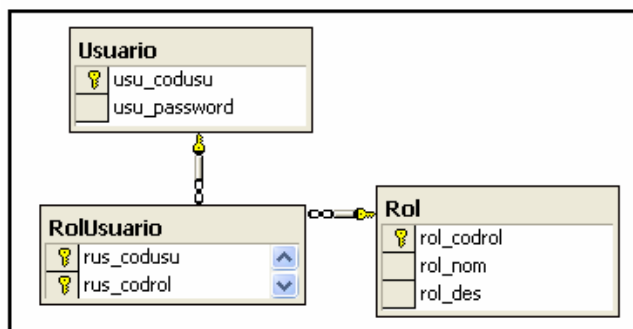 Usuario
usu_codusu
usu_password
RolUsuario
rus_codusu
rus_codrol
Rol
rol_codrol
rol_nom
rol_des